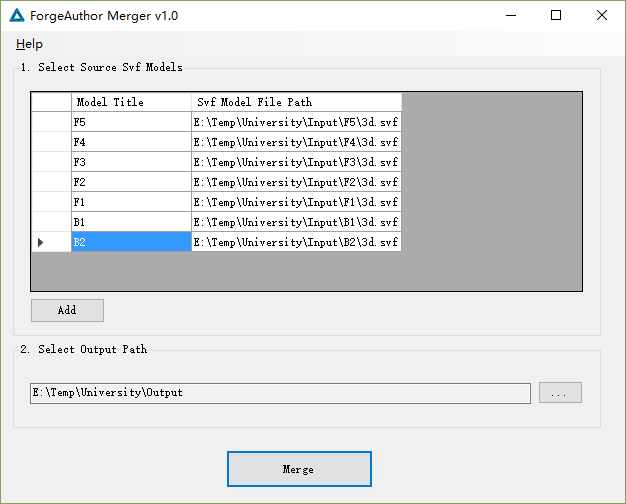 ForgeAuthor Merger v1.0
Help
1. Select Source Svf Models
Model Title Svf Model File Path
F5 E:\Temp\University\Input\F5\3d.svf
F4 E:\Temp\University\Input\F4\3d.svf
F3 E:\Temp\University\Input\F3\3d.svf
F2 E:\Temp\University\Input\F2\3d.svf
F1 E:\Temp\University\Input\F1\3d.svf
B1 E:\Temp\University\Input\B1\3d.svf
B2 E:\Temp\University\Input\B2\3d.svf
Add
2. Select Output Path
E:\Temp\University\Output ...
Merge